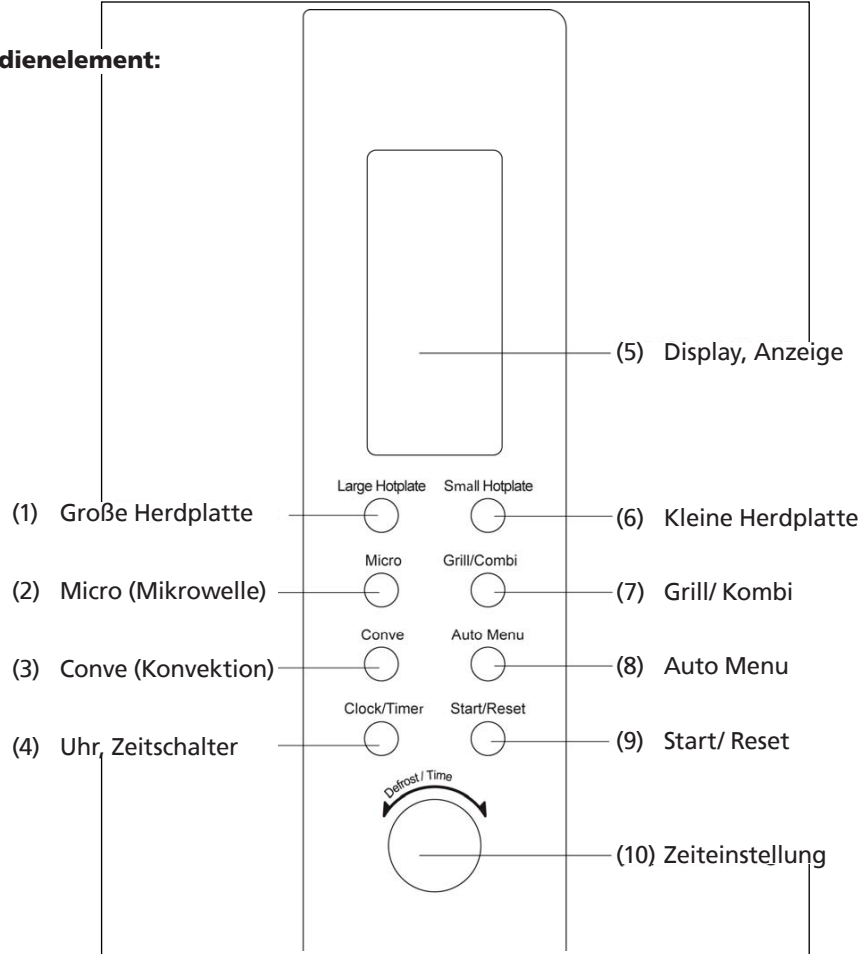 dienelement:
(5) Display, Anzeige
Large Hotplate Small Hotplate
(1) Große Herdplatte
(6) Kleine Herdplatte
Micro Grill/Combi
(2) Micro (Mikrowelle)
(7) Grill/ Kombi
Conve Auto Menu
(3) Conve (Konvektion)
(8) Auto Menu
Clock/Timer Start/Reset
(4) Uhr, Zeitschalter
(9) Start/ Reset
Defrost / Time
(10) Zeiteinstellung